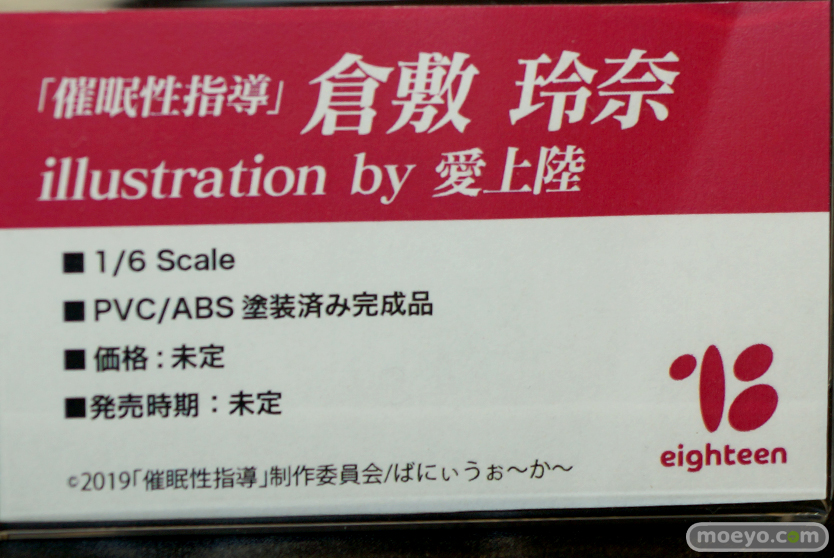 「催眠性指導」 倉敷 玲奈
illustration by 愛上陸
■ 1/6 Scale
■ PVC/ABS 塗装済み完成品
■ 価格 : 未定
■発売時期 : 未定
eighteen
©2019「催眠性指導」制作委員会/ばにぃうぉ〜か〜
moeyo.com